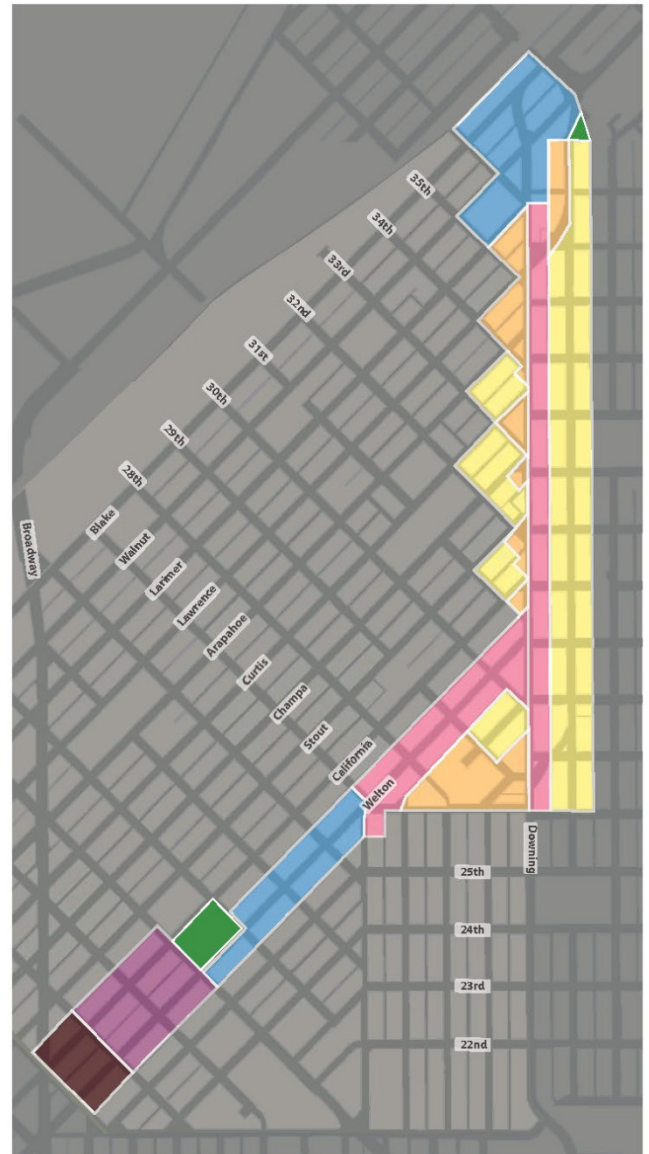 35th
34th
33rd
32nd
31st
30th
29th
28th
Blake
Walnut
Larimer
Lawrence
Arapahoe
Curtis
Champa
Stout
California
Welton
Broadway
Downing
25th
24th
23rd
22nd